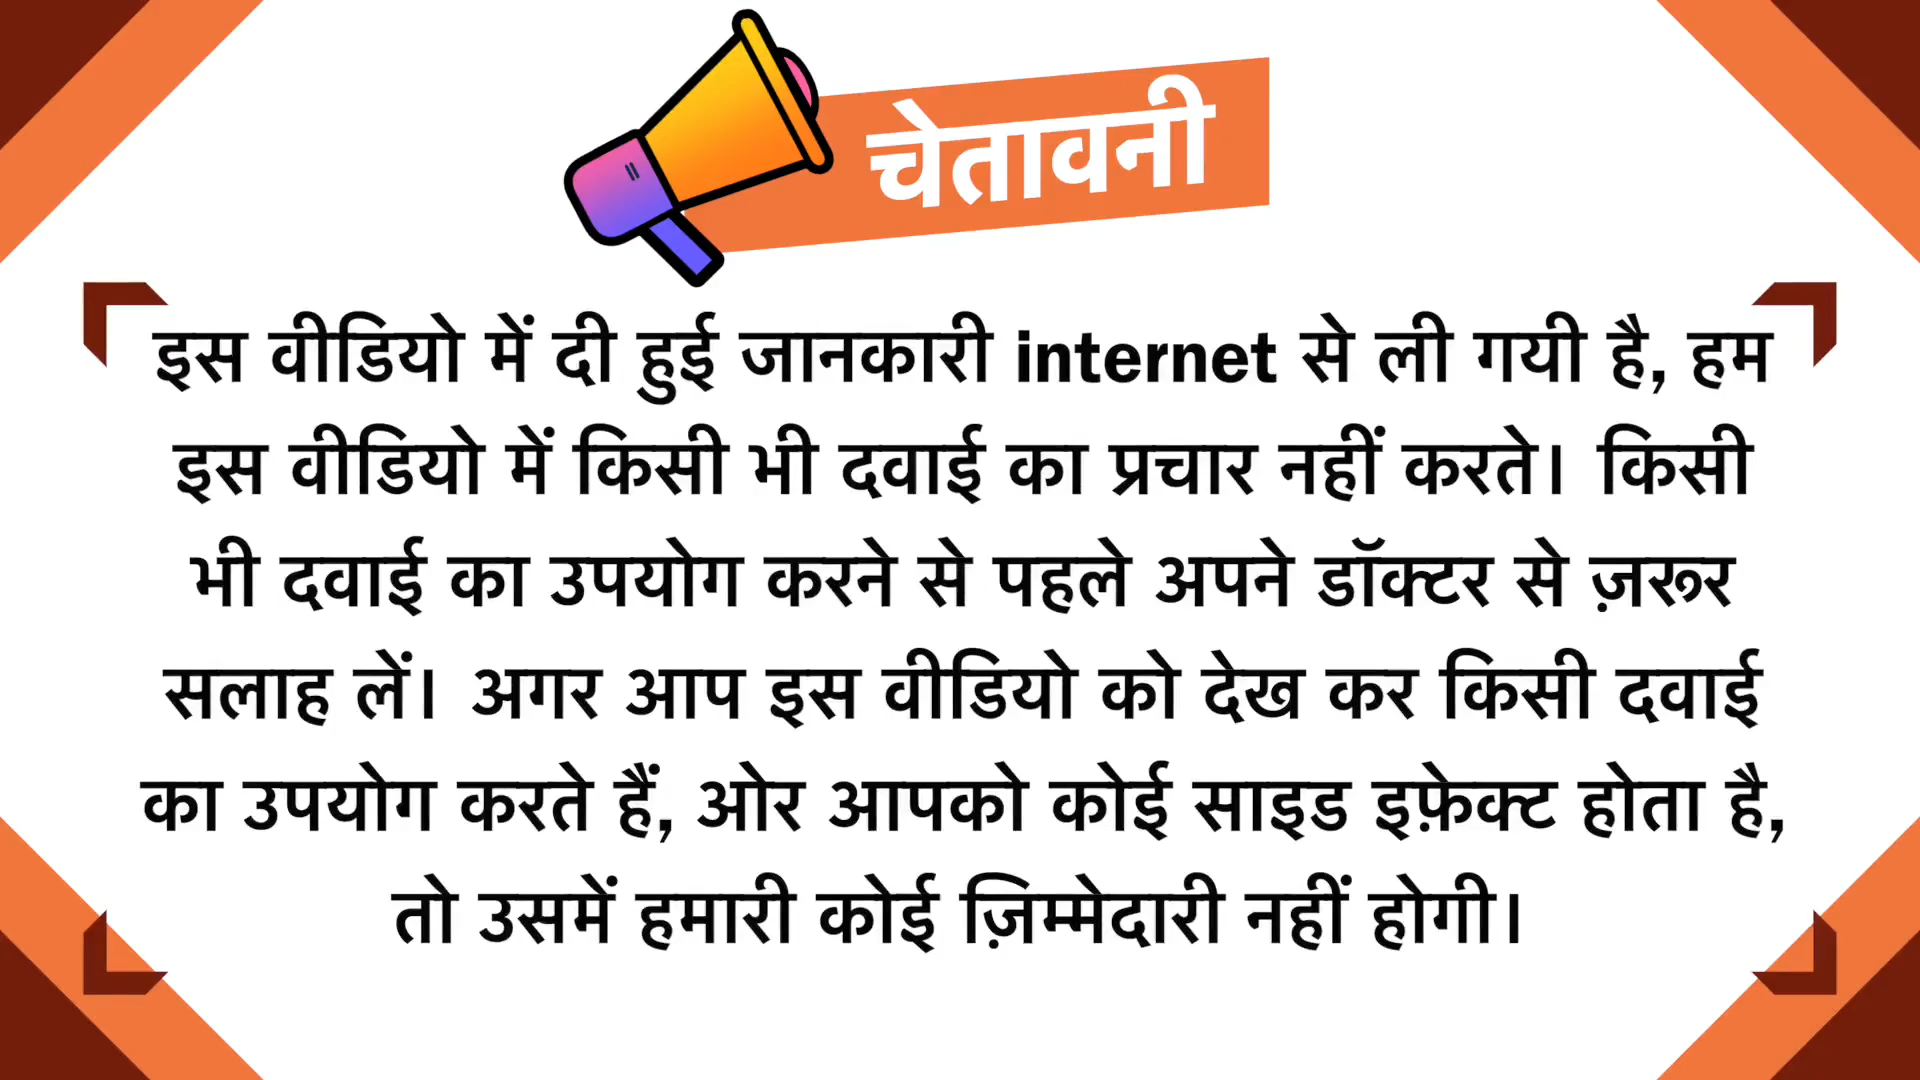 चेतावनी
इस वीडियो में दी हुई जानकारी internet से ली गयी है, हम
इस वीडियो में किसी भी दवाई का प्रचार नहीं करते। किसी
भी दवाई का उपयोग करने से पहले अपने डॉक्टर से ज़रूर
सलाह लें। अगर आप इस वीडियो को देख कर किसी दवाई
का उपयोग करते हैं, ओर आपको कोई साइड इफ़ेक्ट होता है,
तो उसमें हमारी कोई ज़िम्मेदारी नहीं होगी।